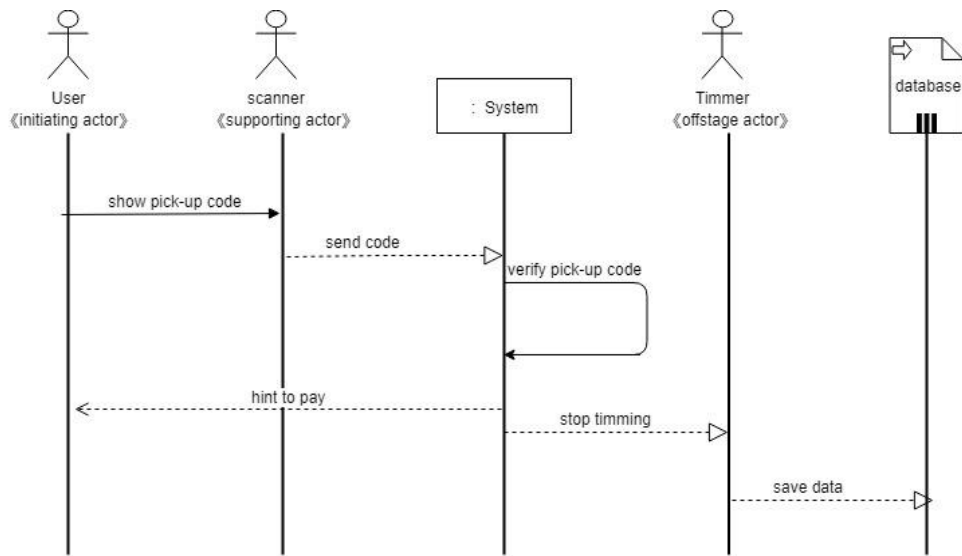 User
《initiating actor》
scanner
《supporting actor》
: System
Timmer
《offstage actor》
database
show pick-up code
send code
verify pick-up code
hint to pay
stop timming
save data